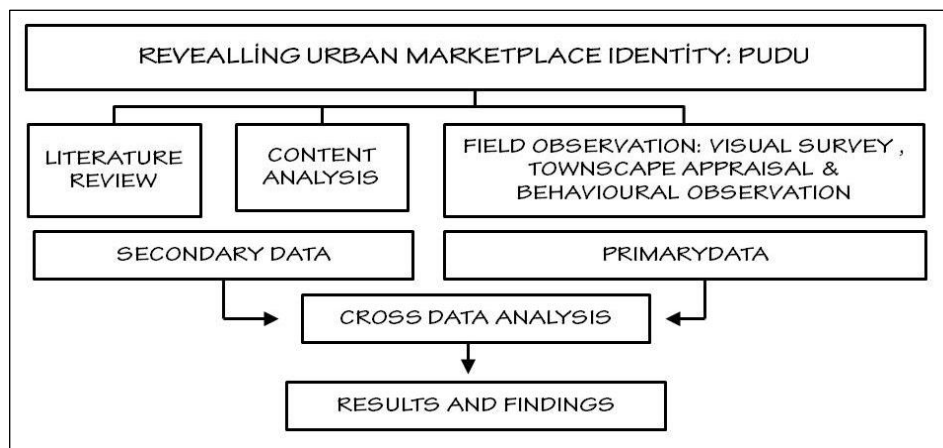 REVEALLİNG URBAN MARKETPLACE IDENTİTY: PUDU
LITERATURE
REVIEW
CONTENT
ANALYSIS
FIELD OBSERVATION: VISUAL SURVEY ,
TOWNSCAPE APPRAISAL &
BEHAVIOURAL OBSERVATION
SECONDARY DATA
PRIMARYDATA
CROSS DATA ANALYSIS
RESULTS AND FINDINGS